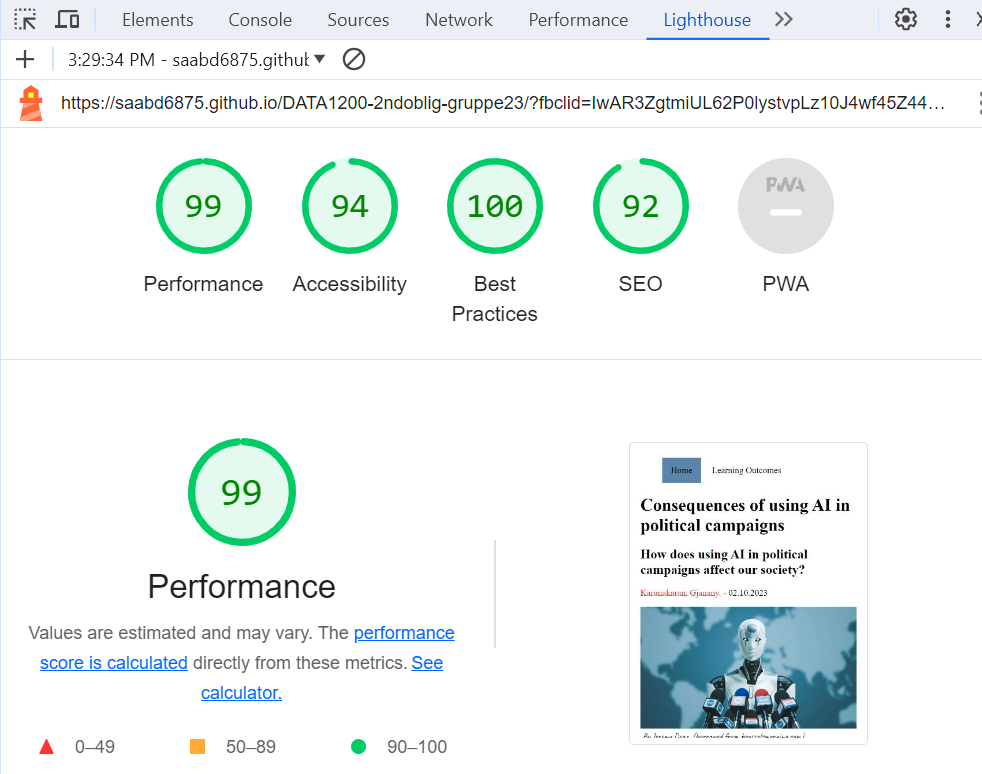 Elements Console Sources Network Performance Lighthouse
3:29:34 PM - saabd6875.github
https://saabd6875.github.io/DATA1200-2ndoblig-gruppe23/?fbclid=IwAR3ZgtmiUL62P0lystvpLz10J4wf45Z44…
99 94 100 92 PWA
Performance Accessibility Best Practices SEO PWA
99
Performance
Values are estimated and may vary. The performance
score is calculated directly from these metrics. See
calculator.
0–49 50–89 90–100
Home Learning Outcomes
Consequences of using AI in
political campaigns
How does using AI in political
campaigns affect our society?
Karunakaran, Gjanany. - 02.10.2023